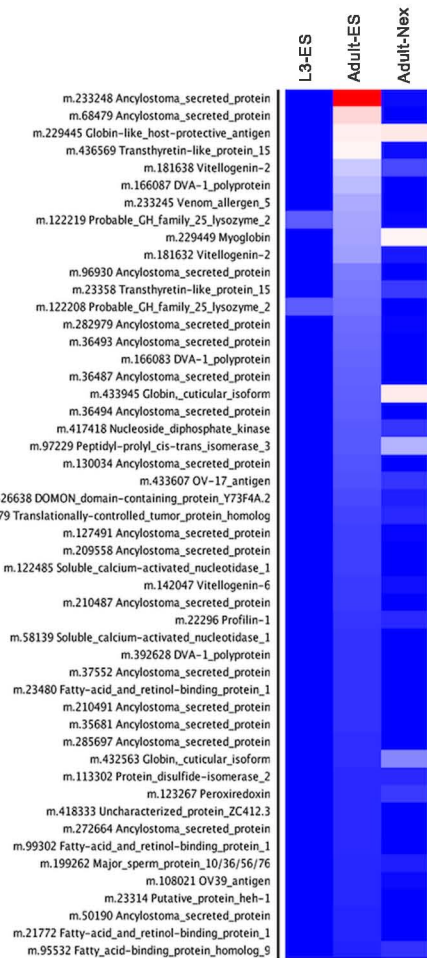 L3-ES
Adult-ES
Adult-Nex
m.233248 Ancylostoma_secreted_protein
m.68479 Ancylostoma_secreted_protein
m.229445 Globin-like_host-protective_antigen
m.436569 Transthyretin-like_protein_15
m.181638 Vitellogenin-2
m.166087 DVA-1_polyprotein
m.233245 Venom_allergen_5
m.122219 Probable_GH_family_25_lysozyme_2
m.229449 Myoglobin
m.181632 Vitellogenin-2
m.96930 Ancylostoma_secreted_protein
m.23358 Transthyretin-like_protein_15
m.122208 Probable_GH_family_25_lysozyme_2
m.282979 Ancylostoma_secreted_protein
m.36493 Ancylostoma_secreted_protein
m.166083 DVA-1_polyprotein
m.36487 Ancylostoma_secreted_protein
m.433945 Globin,_cuticular_isoform
m.36494 Ancylostoma_secreted_protein
m.417418 Nucleoside_diphosphate_kinase
m.97229 Peptidyl-prolyl_cis-trans_isomerase_3
m.130034 Ancylostoma_secreted_protein
m.433607 OV-17_antigen
26638 DOMON_domain-containing_protein_Y73F4A.2
79 Translationally-controlled_tumor_protein_homolog
m.127491 Ancylostoma_secreted_protein
m.209558 Ancylostoma_secreted_protein
m.122485 Soluble_calcium-activated_nucleotidase_1
m.142047 Vitellogenin-6
m.210487 Ancylostoma_secreted_protein
m.22296 Profilin-1
m.58139 Soluble_calcium-activated_nucleotidase_1
m.392628 DVA-1_polyprotein
m.37552 Ancylostoma_secreted_protein
m.23480 Fatty-acid_and_retinol-binding_protein_1
m.210491 Ancylostoma_secreted_protein
m.35681 Ancylostoma_secreted_protein
m.285697 Ancylostoma_secreted_protein
m.432563 Globin,_cuticular_isoform
m.113302 Protein_disulfide-isomerase_2
m.123267 Peroxiredoxin
m.418333 Uncharacterized_protein_ZC412.3
m.272664 Ancylostoma_secreted_protein
m.99302 Fatty-acid_and_retinol-binding_protein_1
m.199262 Major_sperm_protein_10/36/56/76
m.108021 OV39_antigen
m.23314 Putative_protein_heh-1
m.50190 Ancylostoma_secreted_protein
m.21772 Fatty-acid_and_retinol-binding_protein_1
m.95532 Fatty_acid-binding_protein_homolog_9